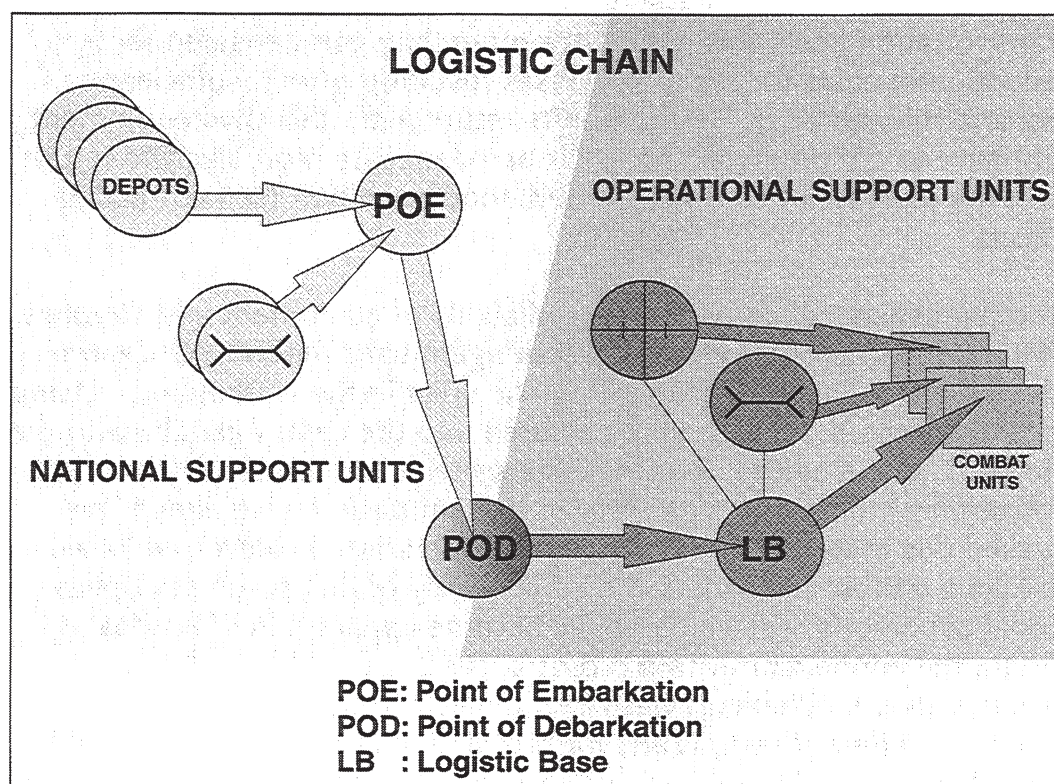 LOGISTIC CHAIN
DEPOTS
POE
OPERATIONAL SUPPORT UNITS
NATIONAL SUPPORT UNITS
COMBAT
UNITS
POD
LB
POE: Point of Embarkation
POD: Point of Debarkation
LB : Logistic Base